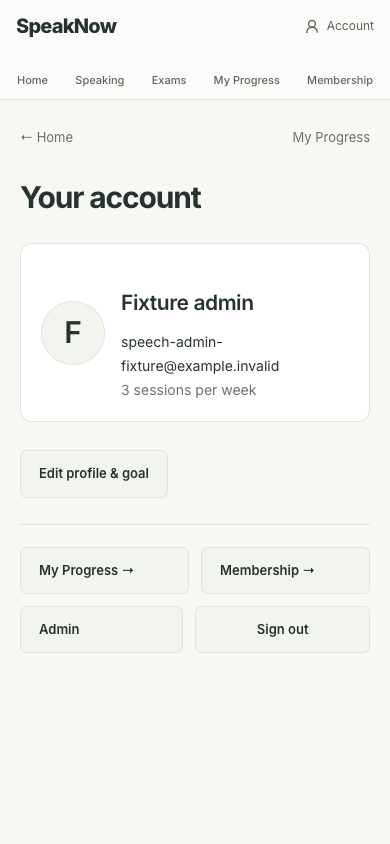 SpeakNow
Account
Home Speaking Exams My Progress Membership
← Home My Progress
Your account
F
Fixture admin
speech-admin-
fixture@example.invalid
3 sessions per week
Edit profile & goal
My Progress → Membership →
Admin Sign out